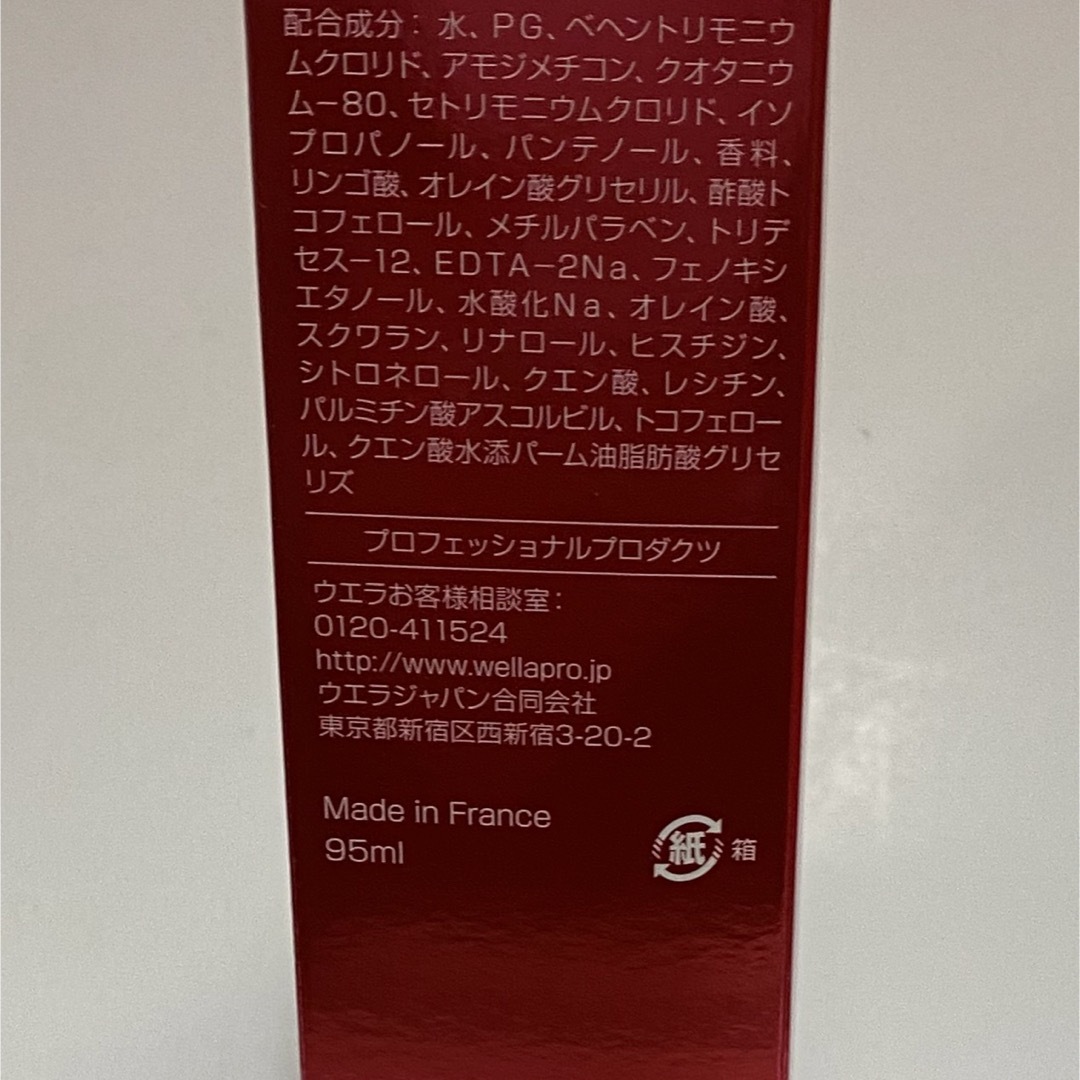 配合成分：水、PG、ベヘントリモニウ
ムクロリド、アモジメチコン、クオタニウ
ム−80、セトリモニウムクロリド、イソ
プロパノール、パンテノール、香料、
リンゴ酸、オレイン酸グリセリル、酢酸ト
コフェロール、メチルパラベン、トリデ
セス−12、EDTA−2Na、フェノキシ
エタノール、水酸化Na、オレイン酸、
スクワラン、リナロール、ヒスチジン、
シトロネロール、クエン酸、レシチン、
パルミチン酸アスコルビル、トコフェロー
ル、クエン酸水添パーム油脂肪酸グリセ
リズ
プロフェッショナルプロダクツ
ウエラお客様相談室：
0120-411524
http://www.wellapro.jp
ウエラジャパン合同会社
東京都新宿区西新宿3-20-2
Made in France
95ml
紙 箱